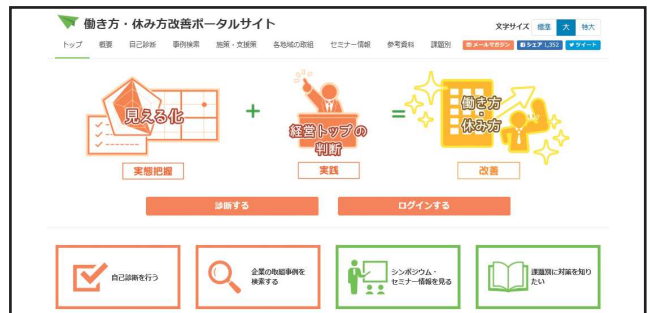 働き方・休み方改善ポータルサイト
文字サイズ 標準 大 特大
トップ 概要 自己診断 事例検索 施策・支援策 各地域の取組 セミナー情報 参考資料 課題別 メールマガジン シェア 1,352 ツイート
見える化
+
経営トップの
判断
=
働き方
・
休み方
実態把握
実践
改善
診断する
ログインする
自己診断を行う
企業の取組事例を
検索する
シンポジウム・
セミナー情報を見る
課題別に対策を知り
たい